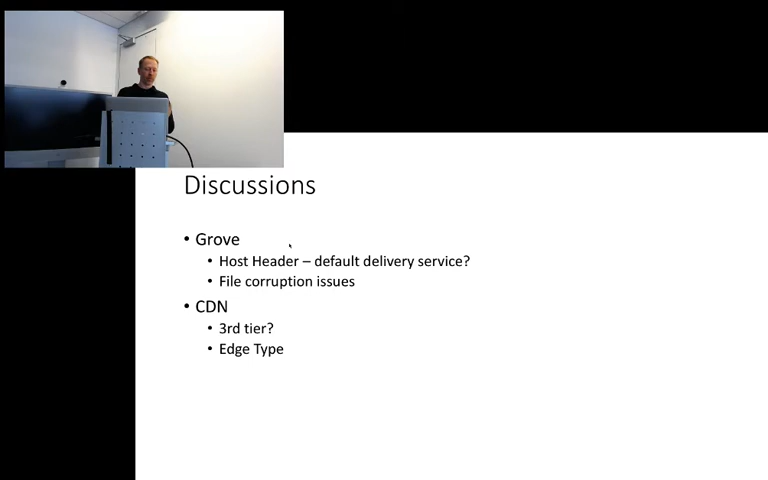 Discussions
• Grove
• Host Header – default delivery service?
• File corruption issues
• CDN
• 3rd tier?
• Edge Type